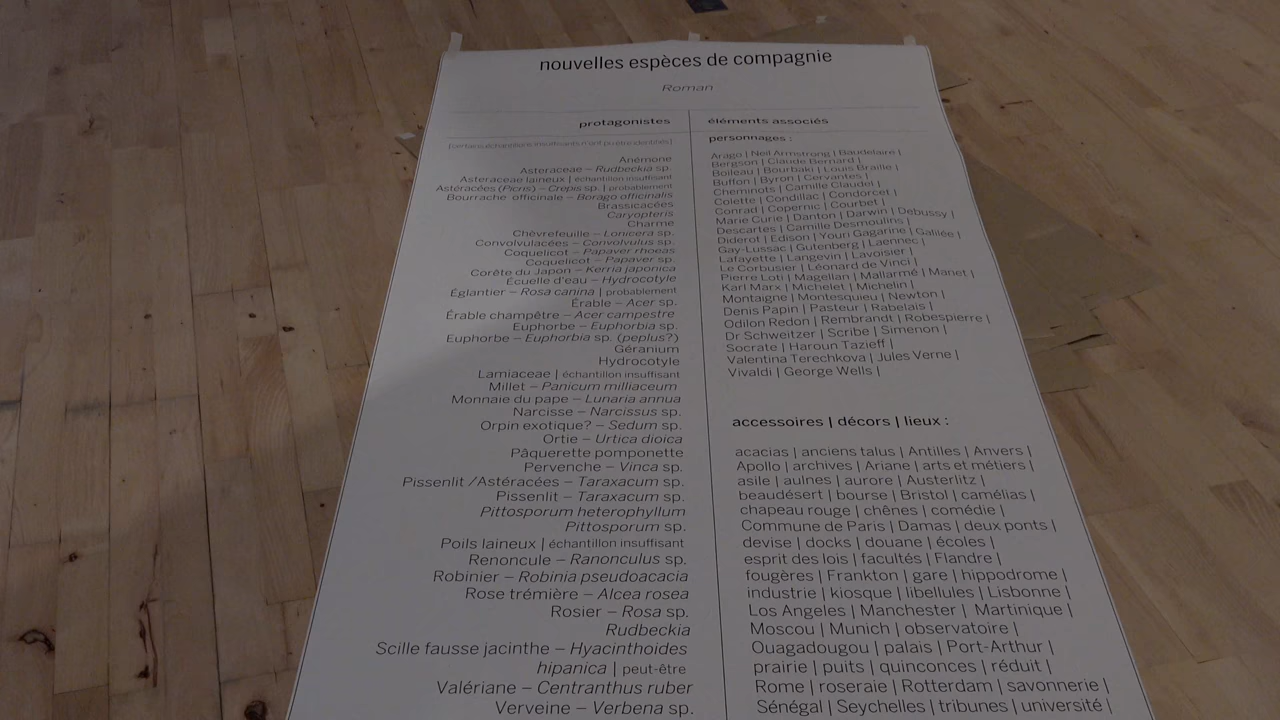 nouvelles espèces de compagnie
Roman
protagonistes
[certains échantillons insuffisants n'ont pu être identifiés]
Anémone
Asteraceae – Rudbeckia sp.
Asteraceae laineux | échantillon insuffisant
Astéracées (Picris) – Crepis sp. | probablement
Bourrache officinale – Borago officinalis
Brassicacées
Caryopteris
Charme
Chèvrefeuille – Lonicera sp.
Convolvulacées – Convolvulus sp.
Coquelicot – Papaver rhoeas
Coquelicot – Papaver sp.
Corête du Japon – Kerria japonica
Écuelle d'eau – Hydrocotyle
Églantier – Rosa canina | probablement
Érable – Acer sp.
Érable champêtre – Acer campestre
Euphorbe – Euphorbia sp.
Euphorbe – Euphorbia sp. (peplus?)
Géranium
Hydrocotyle
Lamiaceae | échantillon insuffisant
Millet – Panicum milliaceum
Monnaie du pape – Lunaria annua
Narcisse – Narcissus sp.
Orpin exotique? – Sedum sp.
Ortie – Urtica dioica
Pâquerette pomponette
Pervenche – Vinca sp.
Pissenlit /Astéracées – Taraxacum sp.
Pissenlit – Taraxacum sp.
Pittosporum heterophyllum
Pittosporum sp.
Poils laineux | échantillon insuffisant
Renoncule – Ranonculus sp.
Robinier – Robinia pseudoacacia
Rose trémière – Alcea rosea
Rosier – Rosa sp.
Rudbeckia
Scille fausse jacinthe – Hyacinthoides
hipanica | peut-être
Valériane – Centranthus ruber
Verveine – Verbena sp.
éléments associés
personnages :
Arago | Neil Armstrong | Baudelaire |
Bergson | Claude Bernard |
Boileau | Bourbaki | Louis Braille |
Buffon | Byron | Cervantes |
Cheminots | Camille Claudel |
Colette | Condillac | Condorcet |
Conrad | Copernic | Courbet |
Marie Curie | Danton | Darwin | Debussy |
Descartes | Camille Desmoulins |
Diderot | Edison | Youri Gagarine | Galilée |
Gay-Lussac | Gutenberg | Laennec |
Lafayette | Langevin | Lavoisier |
Le Corbusier | Léonard de Vinci |
Pierre Loti | Magellan | Mallarmé | Manet |
Karl Marx | Michelet | Michelin |
Montaigne | Montesquieu | Newton |
Denis Papin | Pasteur | Rabelais |
Odilon Redon | Rembrandt | Robespierre |
Dr Schweitzer | Scribe | Simenon |
Socrate | Haroun Tazieff |
Valentina Terechkova | Jules Verne |
Vivaldi | George Wells |
accessoires | décors | lieux :
acacias | anciens talus | Antilles | Anvers |
Apollo | archives | Ariane | arts et métiers |
asile | aulnes | aurore | Austerlitz |
beaudésert | bourse | Bristol | camélias |
chapeau rouge | chênes | comédie |
Commune de Paris | Damas | deux ponts |
devise | docks | douane | écoles |
esprit des lois | facultés | Flandre |
fougères | Frankton | gare | hippodrome |
industrie | kiosque | libellules | Lisbonne |
Los Angeles | Manchester | Martinique |
Moscou | Munich | observatoire |
Ouagadougou | palais | Port-Arthur |
prairie | puits | quinconces | réduit |
Rome | roseraie | Rotterdam | savonnerie |
Sénégal | Seychelles | tribunes | université |